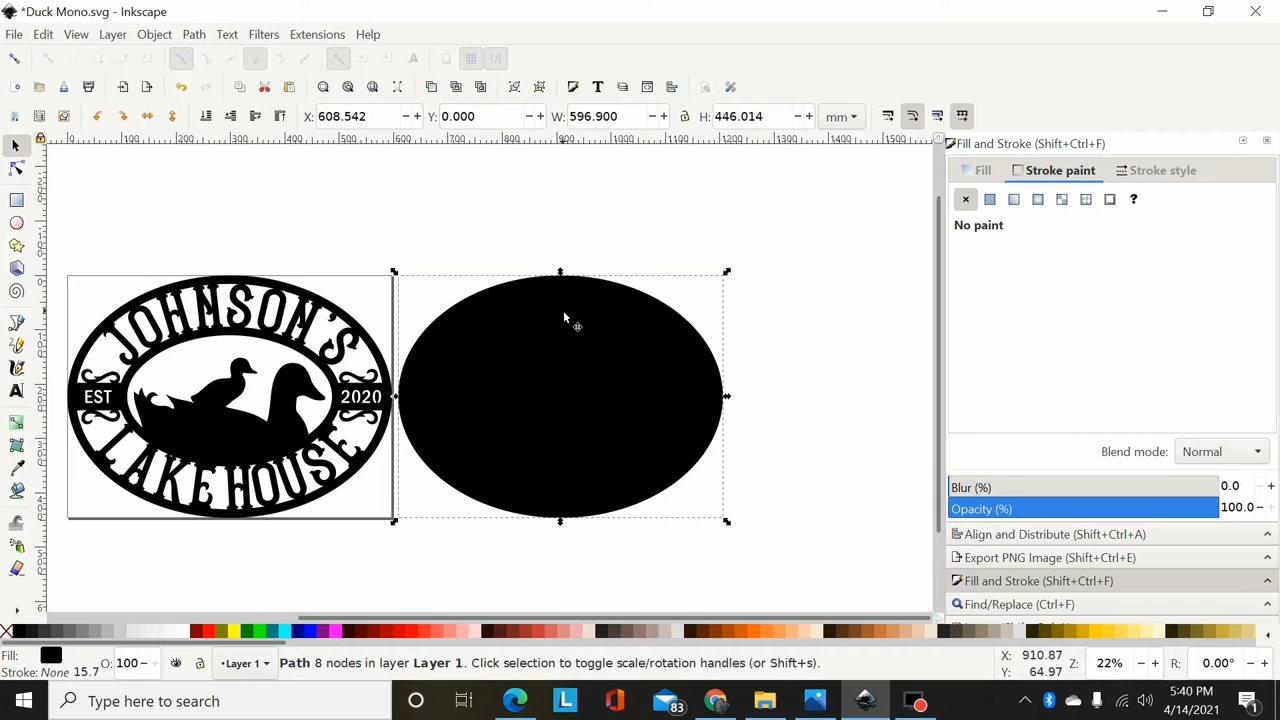 *Duck Mono.svg - Inkscape
File Edit View Layer Object Path Text Filters Extensions Help
X: 608.542 Y: 0.000 W: 596.900 H: 446.014 mm
Fill and Stroke (Shift+Ctrl+F)
Fill Stroke paint Stroke style
No paint
JOHNSON'S
EST 2020
LAKE HOUSE
Blend mode: Normal
Blur (%) 0.0
Opacity (%) 100.0
Align and Distribute (Shift+Ctrl+A)
Export PNG Image (Shift+Ctrl+E)
Fill and Stroke (Shift+Ctrl+F)
Find/Replace (Ctrl+F)
Fill:
Stroke: None 15.7
O: 100
Layer 1
Path 8 nodes in layer Layer 1. Click selection to toggle scale/rotation handles (or Shift+s).
X: 910.87
Y: 64.97
Z: 22%
R: 0.00°
Type here to search
83
5:40 PM
4/14/2021
1